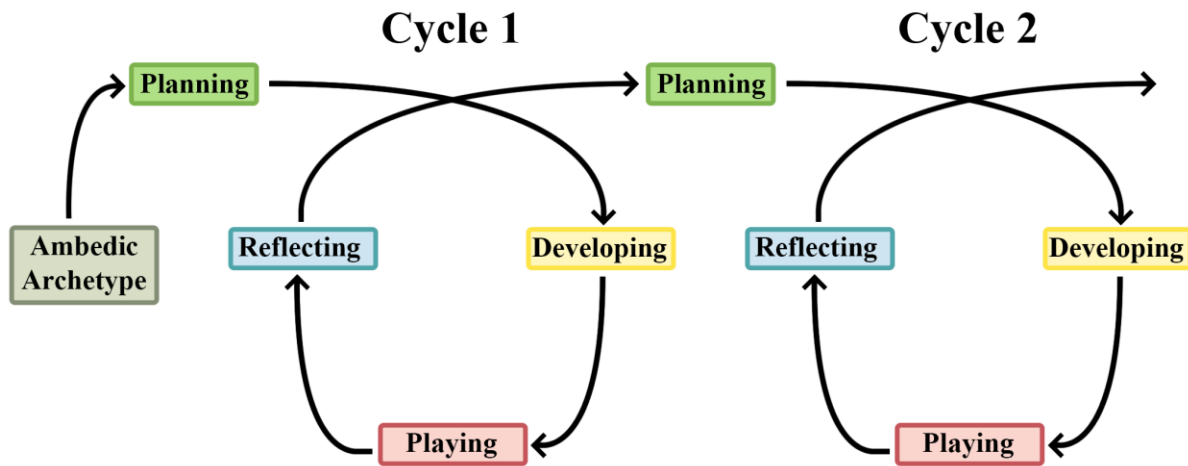 Cycle 1
Cycle 2
Planning
Planning
Ambedic
Archetype
Reflecting
Developing
Reflecting
Developing
Playing
Playing